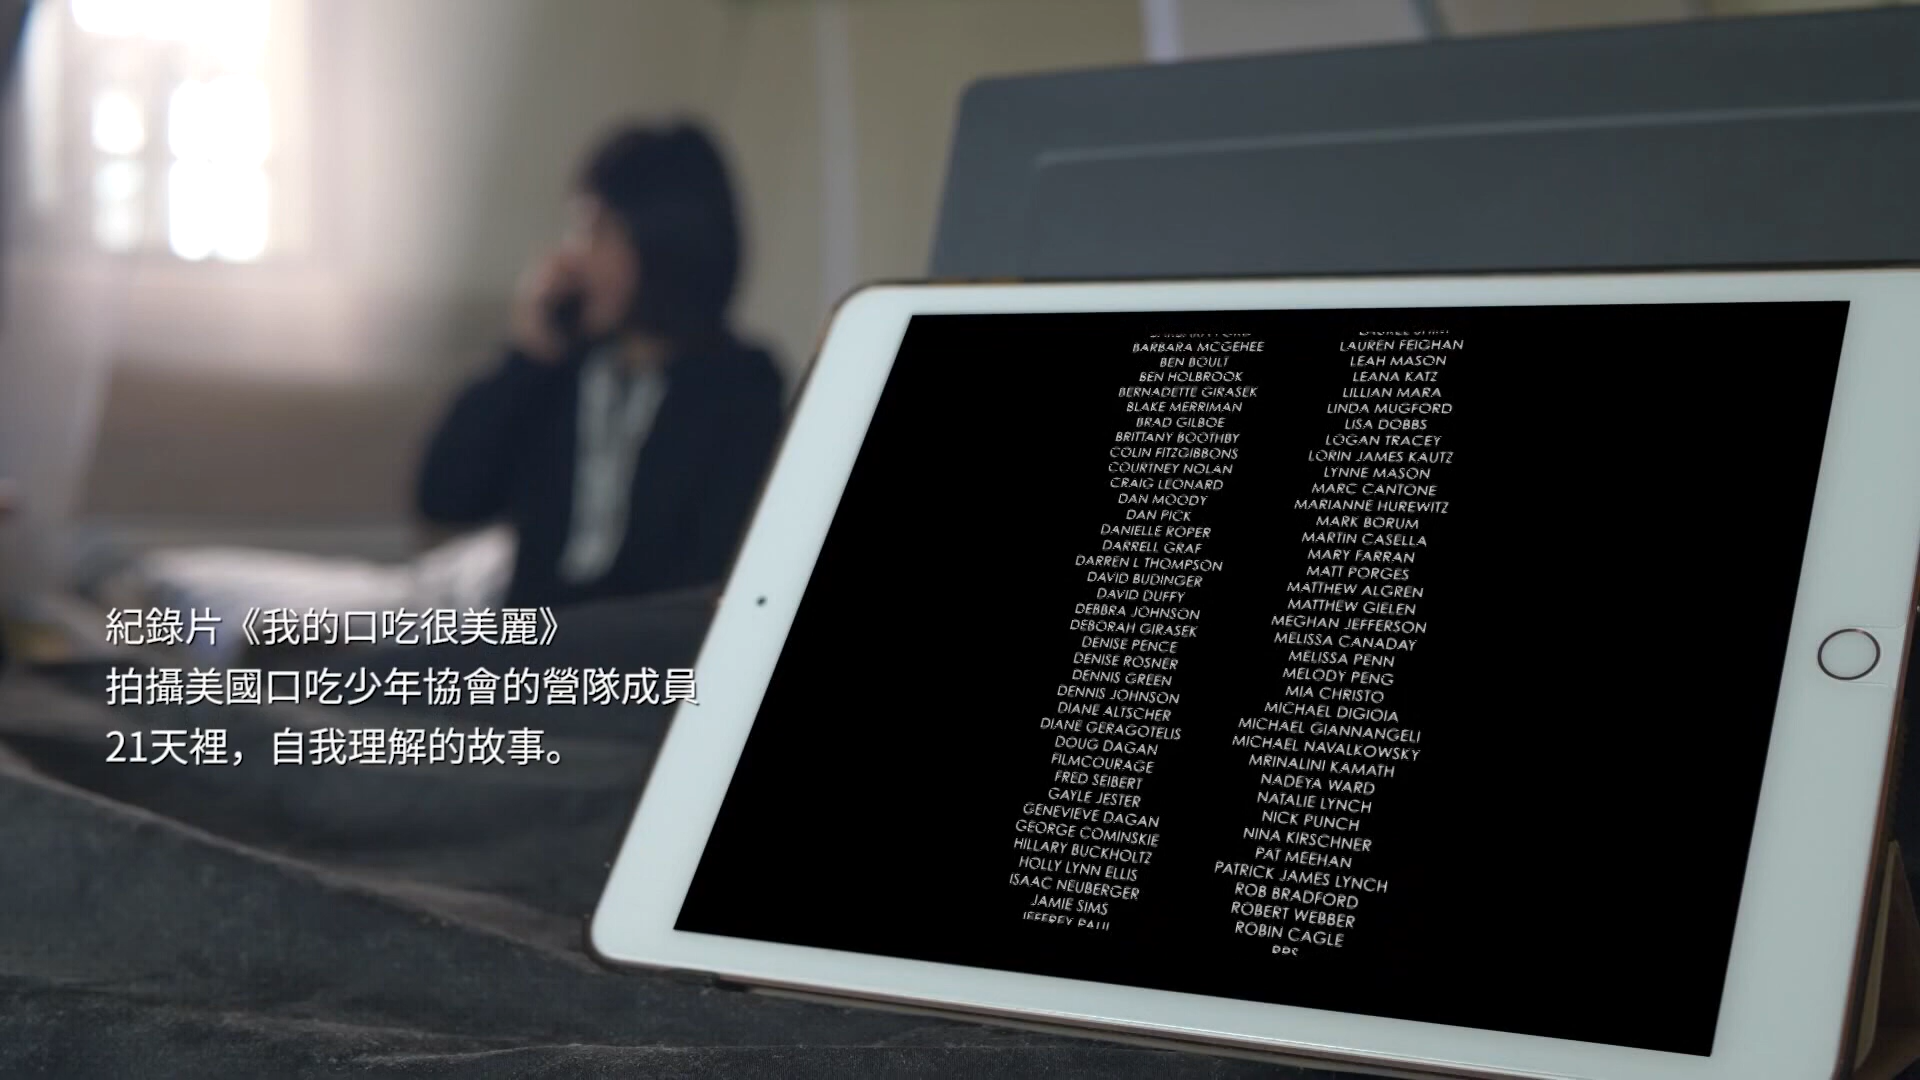 紀錄片《我的口吃很美麗》
拍攝美國口吃少年協會的營隊成員
21天裡，自我理解的故事。
BARBARA MCGEHEE
BEN BOULT
BEN HOLBROOK
BERNADETTE GIRASEK
BLAKE MERRIMAN
BRAD GILBOE
BRITTANY BOOTHBY
COLIN FITZGIBBONS
COURTNEY NOLAN
CRAIG LEONARD
DAN MOODY
DAN PICK
DANIELLE ROPER
DARRELL GRAF
DARREN L THOMPSON
DAVID BUDINGER
DAVID DUFFY
DEBBRA JOHNSON
DEBORAH GIRASEK
DENISE PENCE
DENISE ROSNER
DENNIS GREEN
DENNIS JOHNSON
DIANE ALTSCHER
DIANE GERAGOTELIS
DOUG DAGAN
FILMCOURAGE
FRED SEIBERT
GAYLE JESTER
GENEVIEVE DAGAN
GEORGE COMINSKIE
HILLARY BUCKHOLTZ
HOLLY LYNN ELLIS
ISAAC NEUBERGER
JAMIE SIMS
JEFFREY PAUL
LAUREN FEIGHAN
LEAH MASON
LEANA KATZ
LILLIAN MARA
LINDA MUGFORD
LISA DOBBS
LOGAN TRACEY
LORIN JAMES KAUTZ
LYNNE MASON
MARC CANTONE
MARIANNE HUREWITZ
MARK BORUM
MARTIN CASELLA
MARY FARRAN
MATT PORGES
MATTHEW ALGREN
MATTHEW GIELEN
MEGHAN JEFFERSON
MELISSA CANADAY
MELISSA PENN
MELODY PENG
MIA CHRISTO
MICHAEL DIGIOIA
MICHAEL GIANNANGELI
MICHAEL NAVALKOWSKY
MRINALINI KAMATH
NADEYA WARD
NATALIE LYNCH
NICK PUNCH
NINA KIRSCHNER
PAT MEEHAN
PATRICK JAMES LYNCH
ROB BRADFORD
ROBERT WEBBER
ROBIN CAGLE